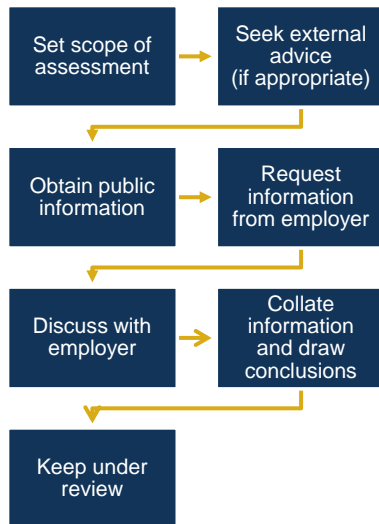 Set scope of
assessment
Seek external
advice
(if appropriate)
Obtain public
information
Request
information
from employer
Discuss with
employer
Collate
information
and draw
conclusions
Keep under
review